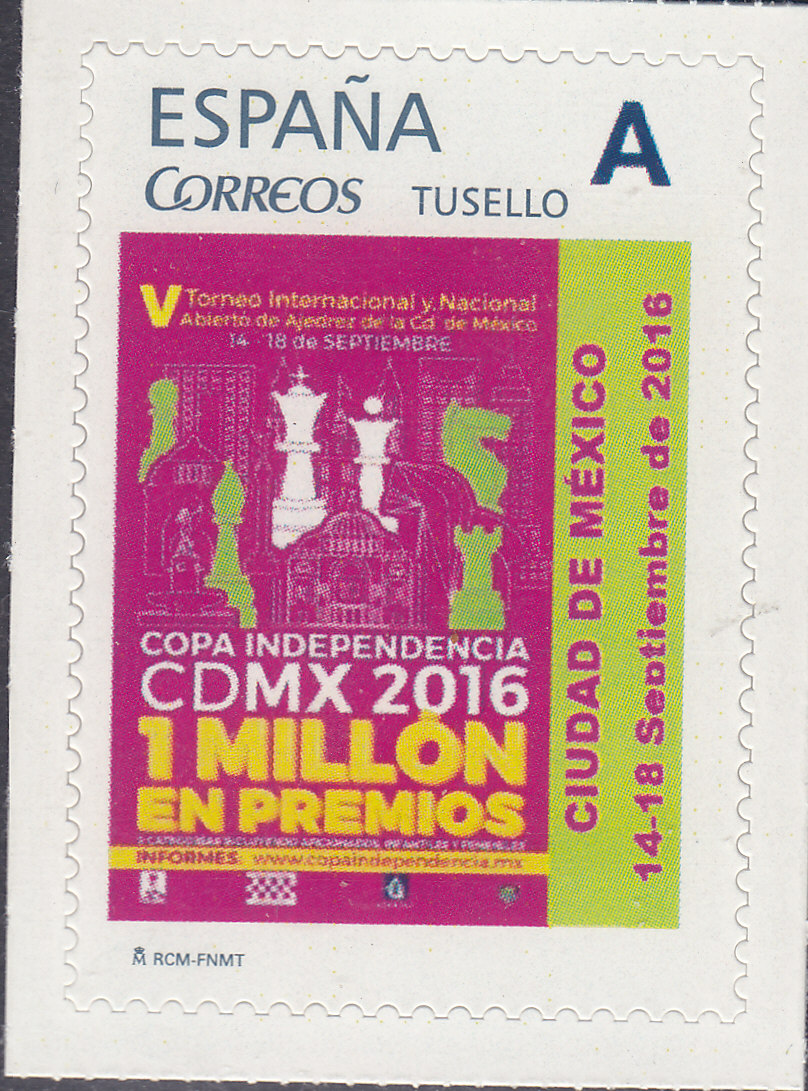 ESPAÑA
A
CORREOS TUSELLO
V Torneo Internacional y Nacional
Abierto de Ajedrez de la Cd de México
14 18 de SEPTIEMBRE
COPA INDEPENDENCIA
CDMX 2016
1 MILLÓN
EN PREMIOS
INFORMES: www.copaindependencia.mx
CIUDAD DE MÉXICO
14-18 Septiembre de 2016
RCM-FNMT